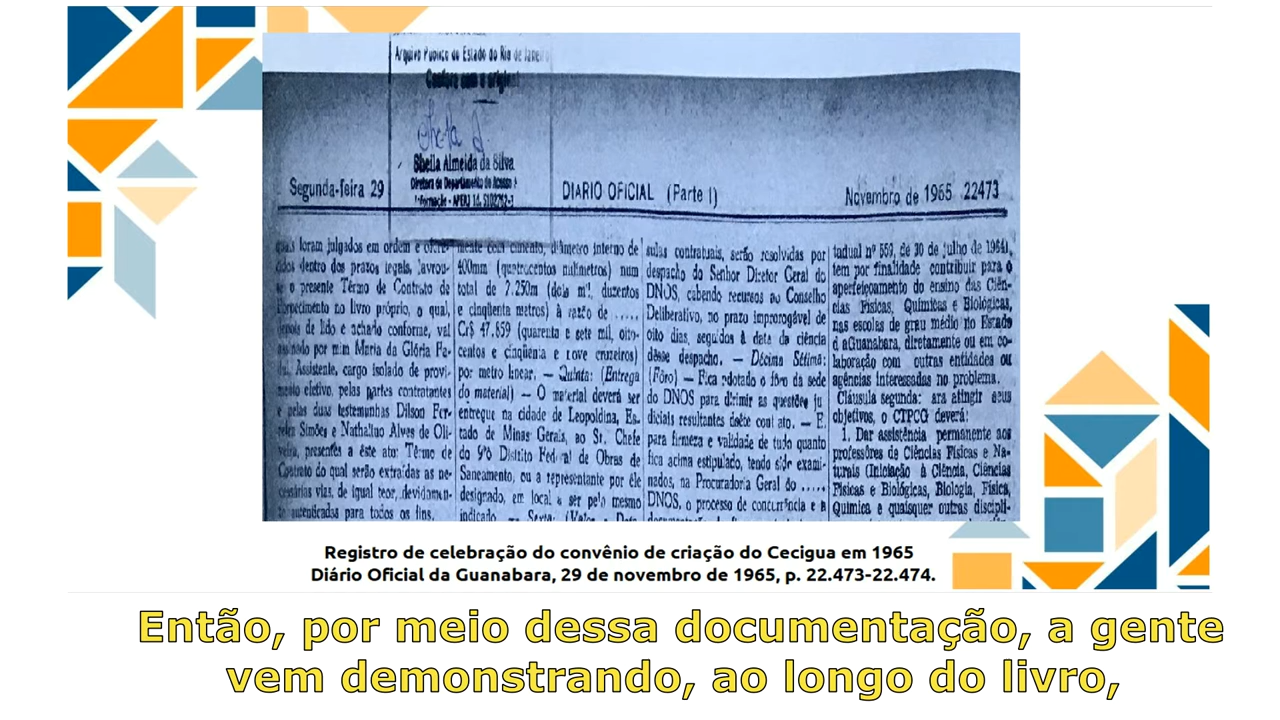 Arquivo Público do Estado do Rio de Janeiro
Confere com o original
Sheila Almeida da Silva
Diretora do Departamento de Acesso à
Informação - APERJ
Segunda-feira 29
DIARIO OFICIAL (Parte I)
Novembro de 1965 22473
foram julgados em ordem e
dentro dos prazos legais, lavrou-
o presente Têrmo de Contrato de
no livro próprio, o qual,
de lido e achado conforme, vai
por mim Maria da Glória
Assistente, cargo isolado de provi-
efetivo, pelas partes contratantes
e pelas duas testemunhas Dilson
Simões e Nathalino Alves de Oli-
veira, presentes a êste ato: Têrmo de
Contrato do qual serão extraídas as ne-
cessárias vias, de igual teor, devidamen-
te autenticadas para todos os fins.
mente com cimento, diâmetro interno de
400mm (quatrocentos milímetros) num
total de 2.250m (dois mil, duzentos
e cinqüenta metros) à razão de .....
Cr$ 47.859 (quarenta e sete mil, oito-
centos e cinqüenta e nove cruzeiros)
por metro linear. — Quinta: (Entrega
do material) — O material deverá ser
entregue na cidade de Leopoldina, Es-
tado de Minas Gerais, ao Sr. Chefe
do 9º Distrito Federal de Obras de
Saneamento, ou a representante por êle
designado, em local a ser pelo mesmo
indicado.
sulas contratuais, serão resolvidas por
despacho do Senhor Diretor Geral do
DNOS, cabendo recursos ao Conselho
Deliberativo, no prazo improrogável de
oito dias, seguidos à data da ciência
dêsse despacho. — Décima Sétima:
(Fôro) — Fica adotado o fôro da sede
do DNOS para dirimir as questões ju
diciais resultantes dêste contrato. — E,
para firmeza e validade de tudo quanto
fica acima estipulado, tendo sido exami-
nados, na Procuradoria Geral do .....
DNOS, o processo de concorrência e a
tadual nº 559, de 30 de julho de 1964),
tem por finalidade contribuir para o
aperfeiçoamento do ensino das Ciên-
cias Físicas, Químicas e Biológicas,
nas escolas de grau médio no Estado
d aGuanabara, diretamente ou em co-
laboração com outras entidades ou
agências interessadas no problema.
Cláusula segunda: ara atingir seus
objetivos, o CTPCG deverá:
1. Dar assistência permanente aos
professôres de Ciências Físicas e Na-
turais (Iniciação à Ciência, Ciências
Físicas e Biológicas, Biologia, Física,
Química e quaisquer outras discipli-
Registro de celebração do convênio de criação do Cecigua em 1965
Diário Oficial da Guanabara, 29 de novembro de 1965, p. 22.473-22.474.
Então, por meio dessa documentação, a gente
vem demonstrando, ao longo do livro,